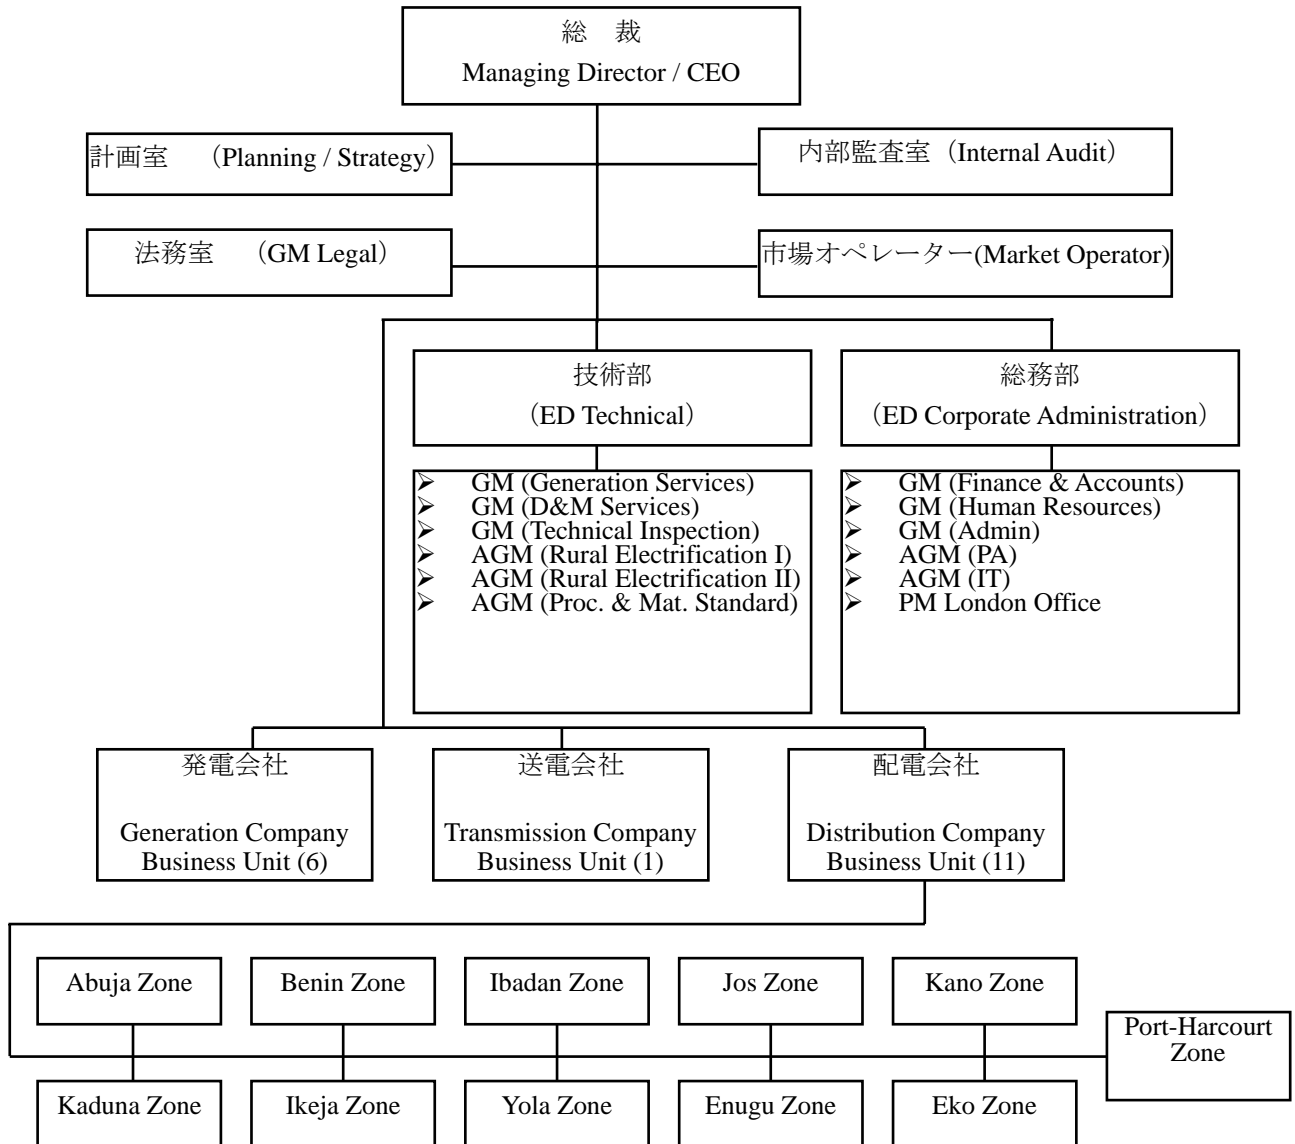 総　裁
Managing Director / CEO
計画室　（Planning / Strategy）
内部監査室（Internal Audit）
法務室　（GM Legal）
市場オペレーター(Market Operator)
技術部
（ED Technical）
総務部
（ED Corporate Administration）
➢ GM (Generation Services)
➢ GM (D&M Services)
➢ GM (Technical Inspection)
➢ AGM (Rural Electrification I)
➢ AGM (Rural Electrification II)
➢ AGM (Proc. & Mat. Standard)
➢ GM (Finance & Accounts)
➢ GM (Human Resources)
➢ GM (Admin)
➢ AGM (PA)
➢ AGM (IT)
➢ PM London Office
発電会社
Generation Company
Business Unit (6)
送電会社
Transmission Company
Business Unit (1)
配電会社
Distribution Company
Business Unit (11)
Abuja Zone
Benin Zone
Ibadan Zone
Jos Zone
Kano Zone
Port-Harcourt
Zone
Kaduna Zone
Ikeja Zone
Yola Zone
Enugu Zone
Eko Zone